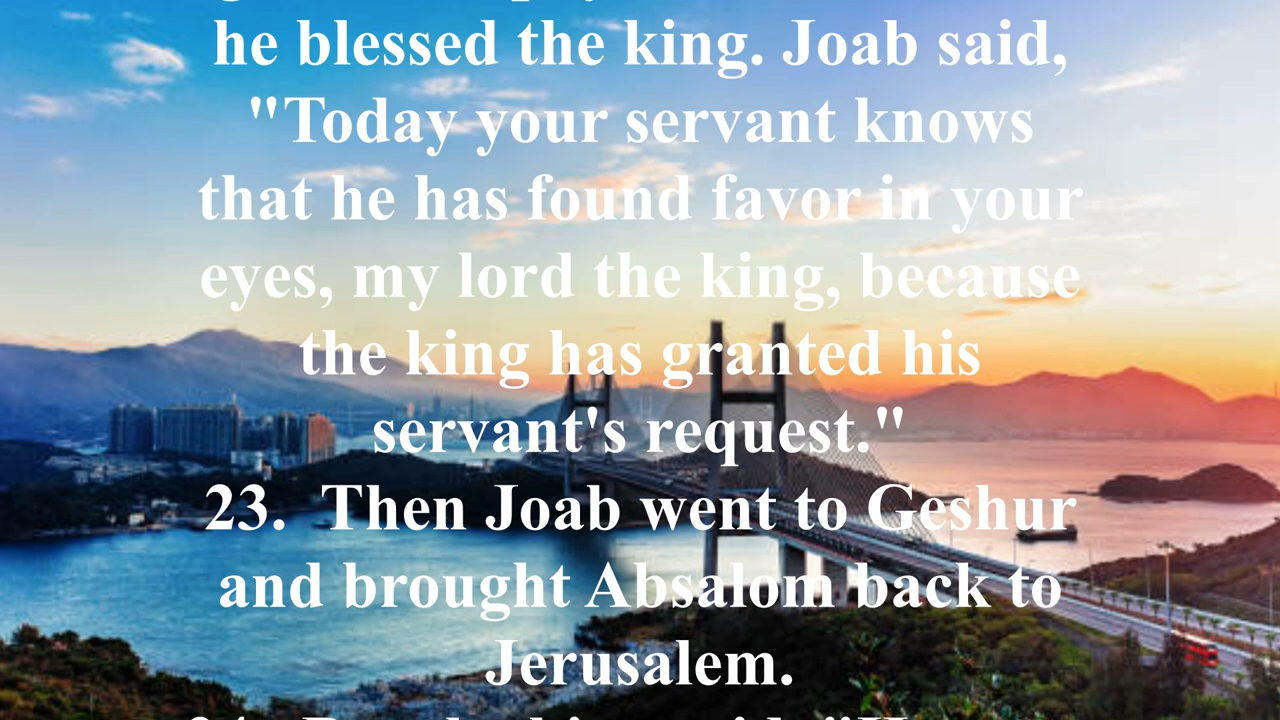 he blessed the king. Joab said,
"Today your servant knows
that he has found favor in your
eyes, my lord the king, because
the king has granted his
servant's request."
23. Then Joab went to Geshur
and brought Absalom back to
Jerusalem.